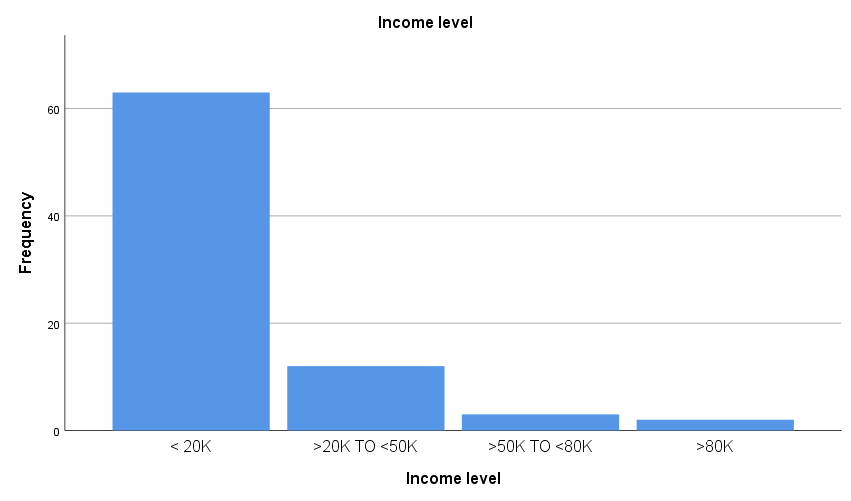 Income level
60
40
20
0
Frequency
< 20K
>20K TO <50K
>50K TO <80K
>80K
Income level